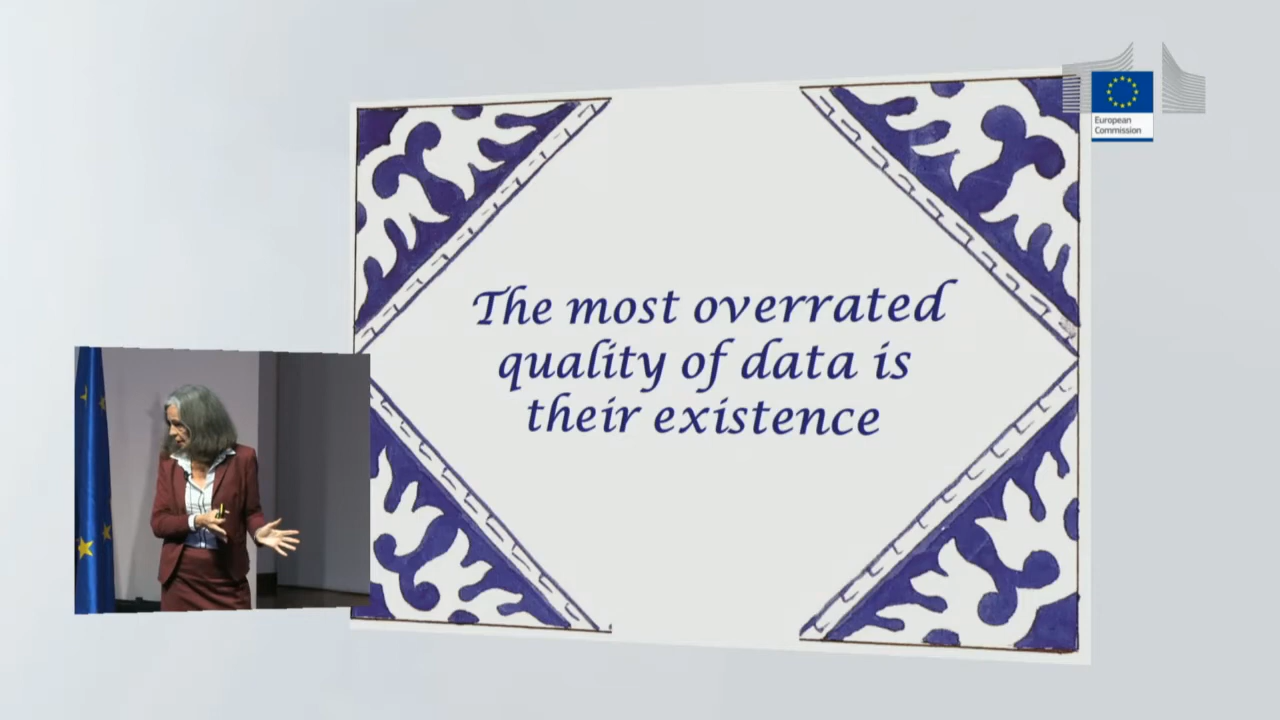 The most overrated
quality of data is
their existence
European
Commission